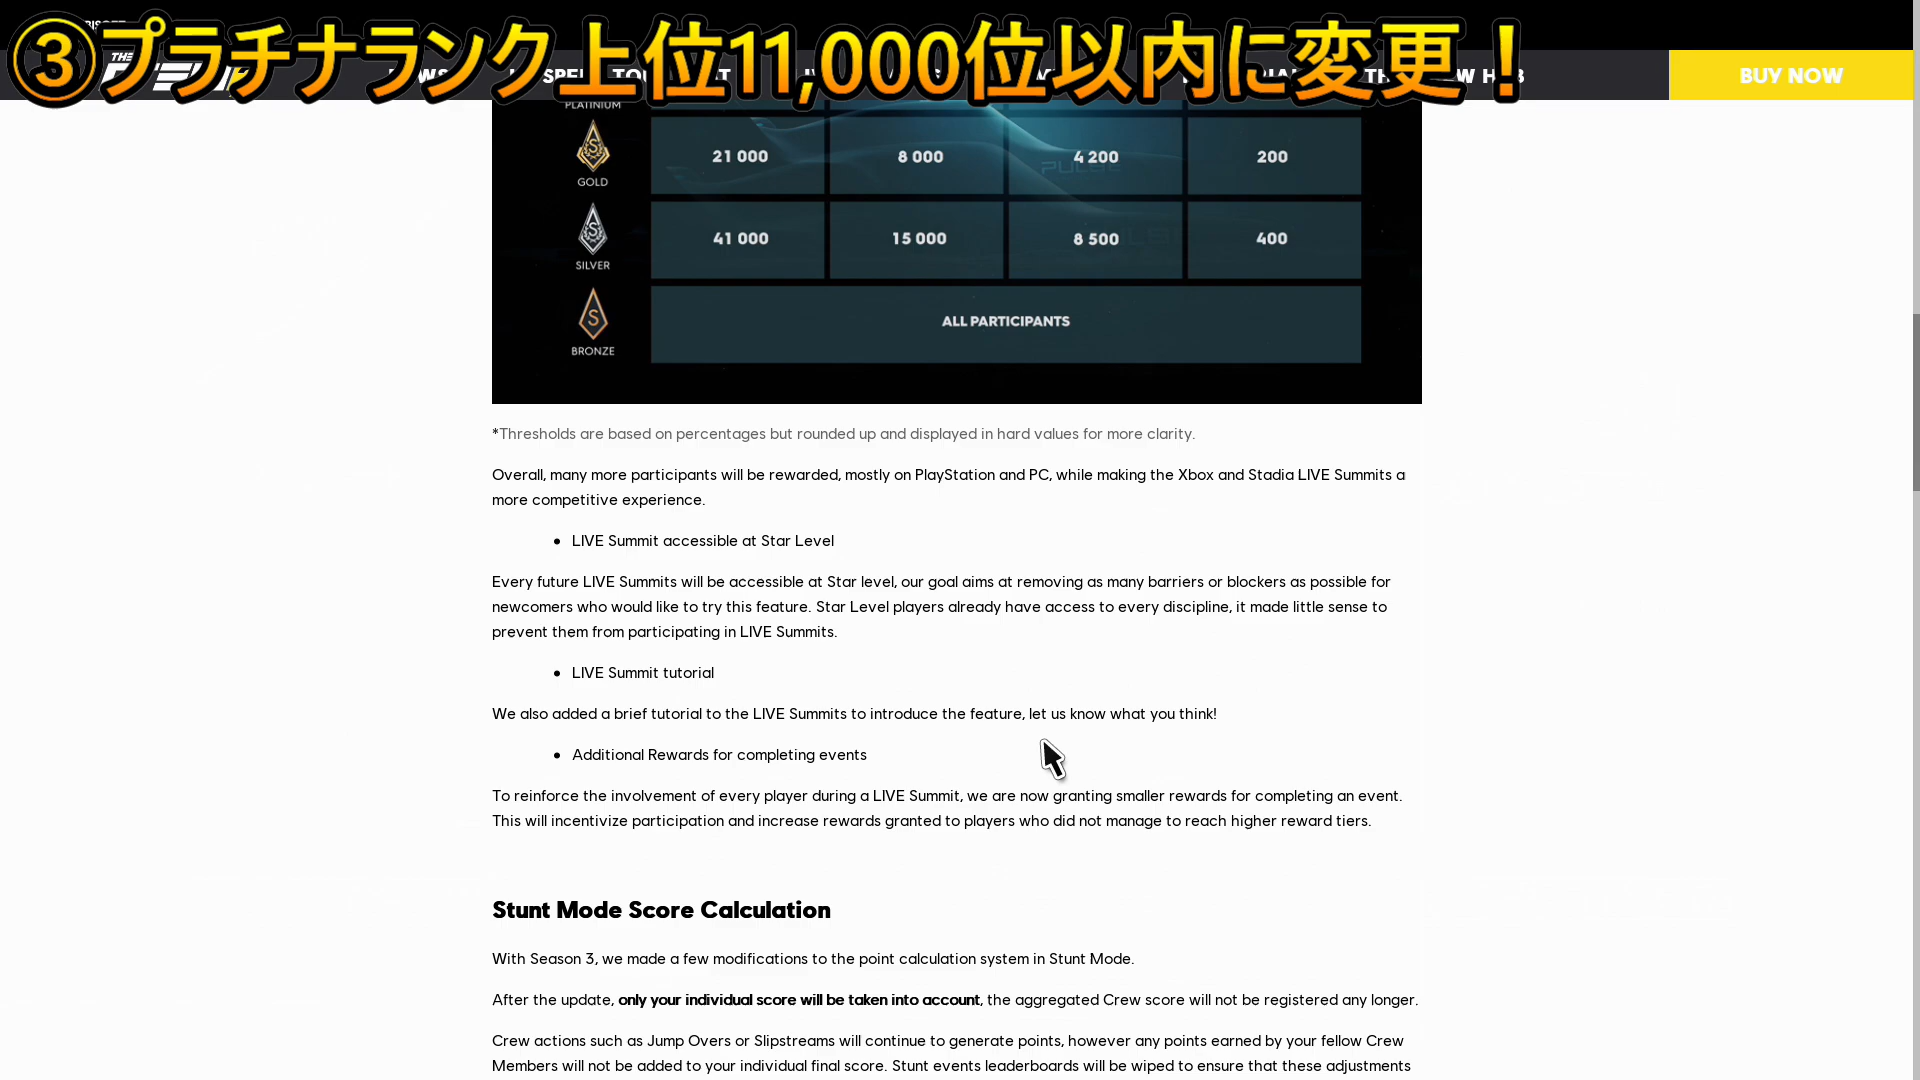 ③プラチナランク上位11,000位以内に変更！
THE
BUY NOW
PLATINIUM
21 000 8 000 4 200 200
GOLD
41 000 15 000 8 500 400
SILVER
ALL PARTICIPANTS
BRONZE
*Thresholds are based on percentages but rounded up and displayed in hard values for more clarity.
Overall, many more participants will be rewarded, mostly on PlayStation and PC, while making the Xbox and Stadia LIVE Summits a
more competitive experience.
• LIVE Summit accessible at Star Level
Every future LIVE Summits will be accessible at Star level, our goal aims at removing as many barriers or blockers as possible for
newcomers who would like to try this feature. Star Level players already have access to every discipline, it made little sense to
prevent them from participating in LIVE Summits.
• LIVE Summit tutorial
We also added a brief tutorial to the LIVE Summits to introduce the feature, let us know what you think!
• Additional Rewards for completing events
To reinforce the involvement of every player during a LIVE Summit, we are now granting smaller rewards for completing an event.
This will incentivize participation and increase rewards granted to players who did not manage to reach higher reward tiers.
Stunt Mode Score Calculation
With Season 3, we made a few modifications to the point calculation system in Stunt Mode.
After the update, only your individual score will be taken into account, the aggregated Crew score will not be registered any longer.
Crew actions such as Jump Overs or Slipstreams will continue to generate points, however any points earned by your fellow Crew
Members will not be added to your individual final score. Stunt events leaderboards will be wiped to ensure that these adjustments